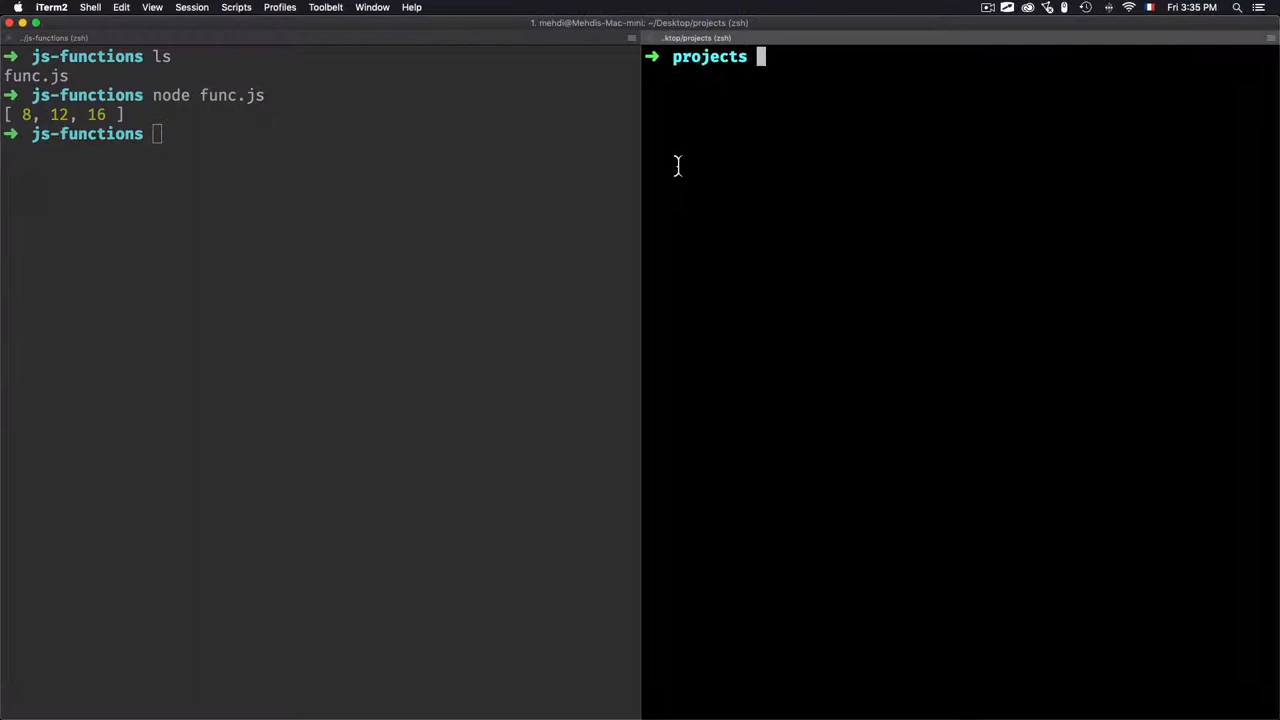 iTerm2 Shell Edit View Session Scripts Profiles Toolbelt Window Help Fri 3:35 PM
1. mehdi@Mehdis-Mac-mini: ~/Desktop/projects (zsh)
../js-functions (zsh)
➜ js-functions ls
func.js
➜ js-functions node func.js
[ 8, 12, 16 ]
➜ js-functions
..ktop/projects (zsh)
➜ projects